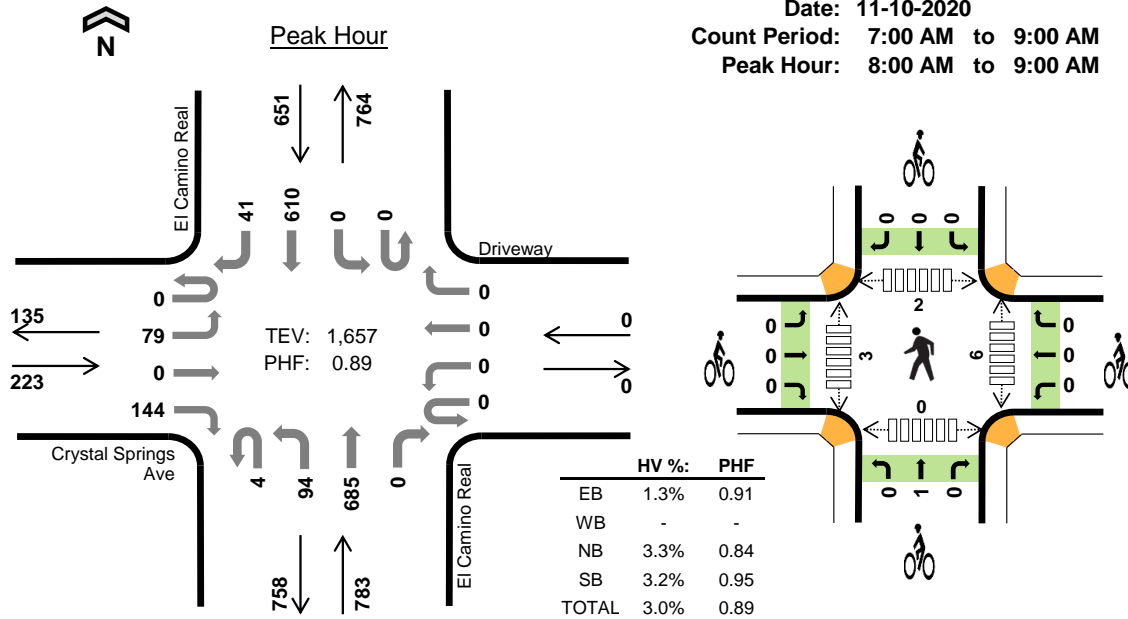 Date: 11-10-2020
Count Period: 7:00 AM to 9:00 AM
Peak Hour: 8:00 AM to 9:00 AM
N
Peak Hour
651
764
El Camino Real
41
610
0
0
Driveway
0
79
0
144
135
223
TEV: 1,657
PHF: 0.89
0
0
0
0
0
0
Crystal Springs
Ave
4
94
685
0
El Camino Real
758
783
HV %: PHF
EB 1.3% 0.91
WB - -
NB 3.3% 0.84
SB 3.2% 0.95
TOTAL 3.0% 0.89
0 0 0
2
0
0
0
3
6
0
0
0
0
0 1 0